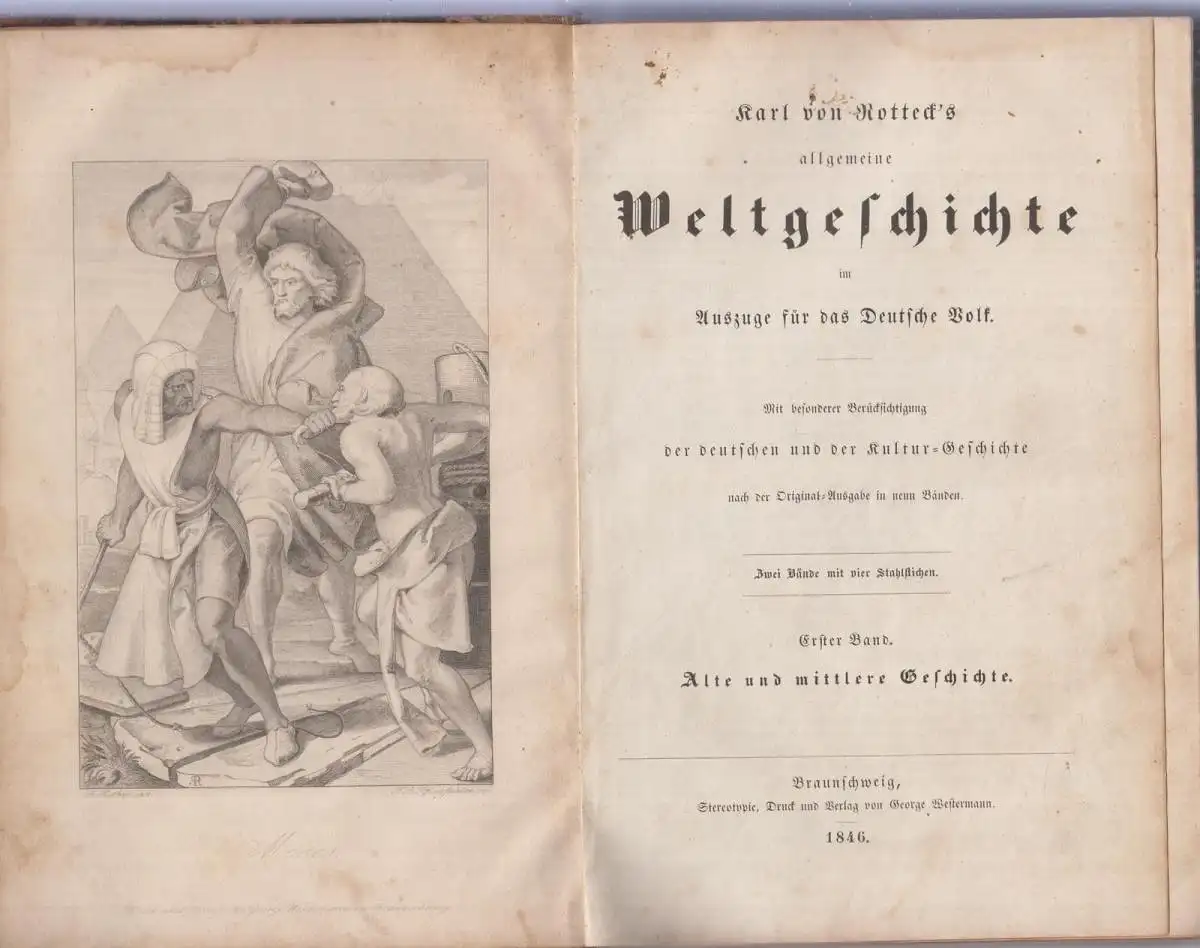 Moses.
Karl von Rotteck's
allgemeine
Weltgeschichte
im
Auszuge für das Deutsche Volk.
Mit besonderer Berücksichtigung
der deutschen und der Kultur=Geschichte
nach der Original=Ausgabe in neun Bänden.
Zwei Bände mit vier Stahlstichen.
Erster Band.
Alte und mittlere Geschichte.
Braunschweig,
Stereotypie, Druck und Verlag von George Westermann.
1846.